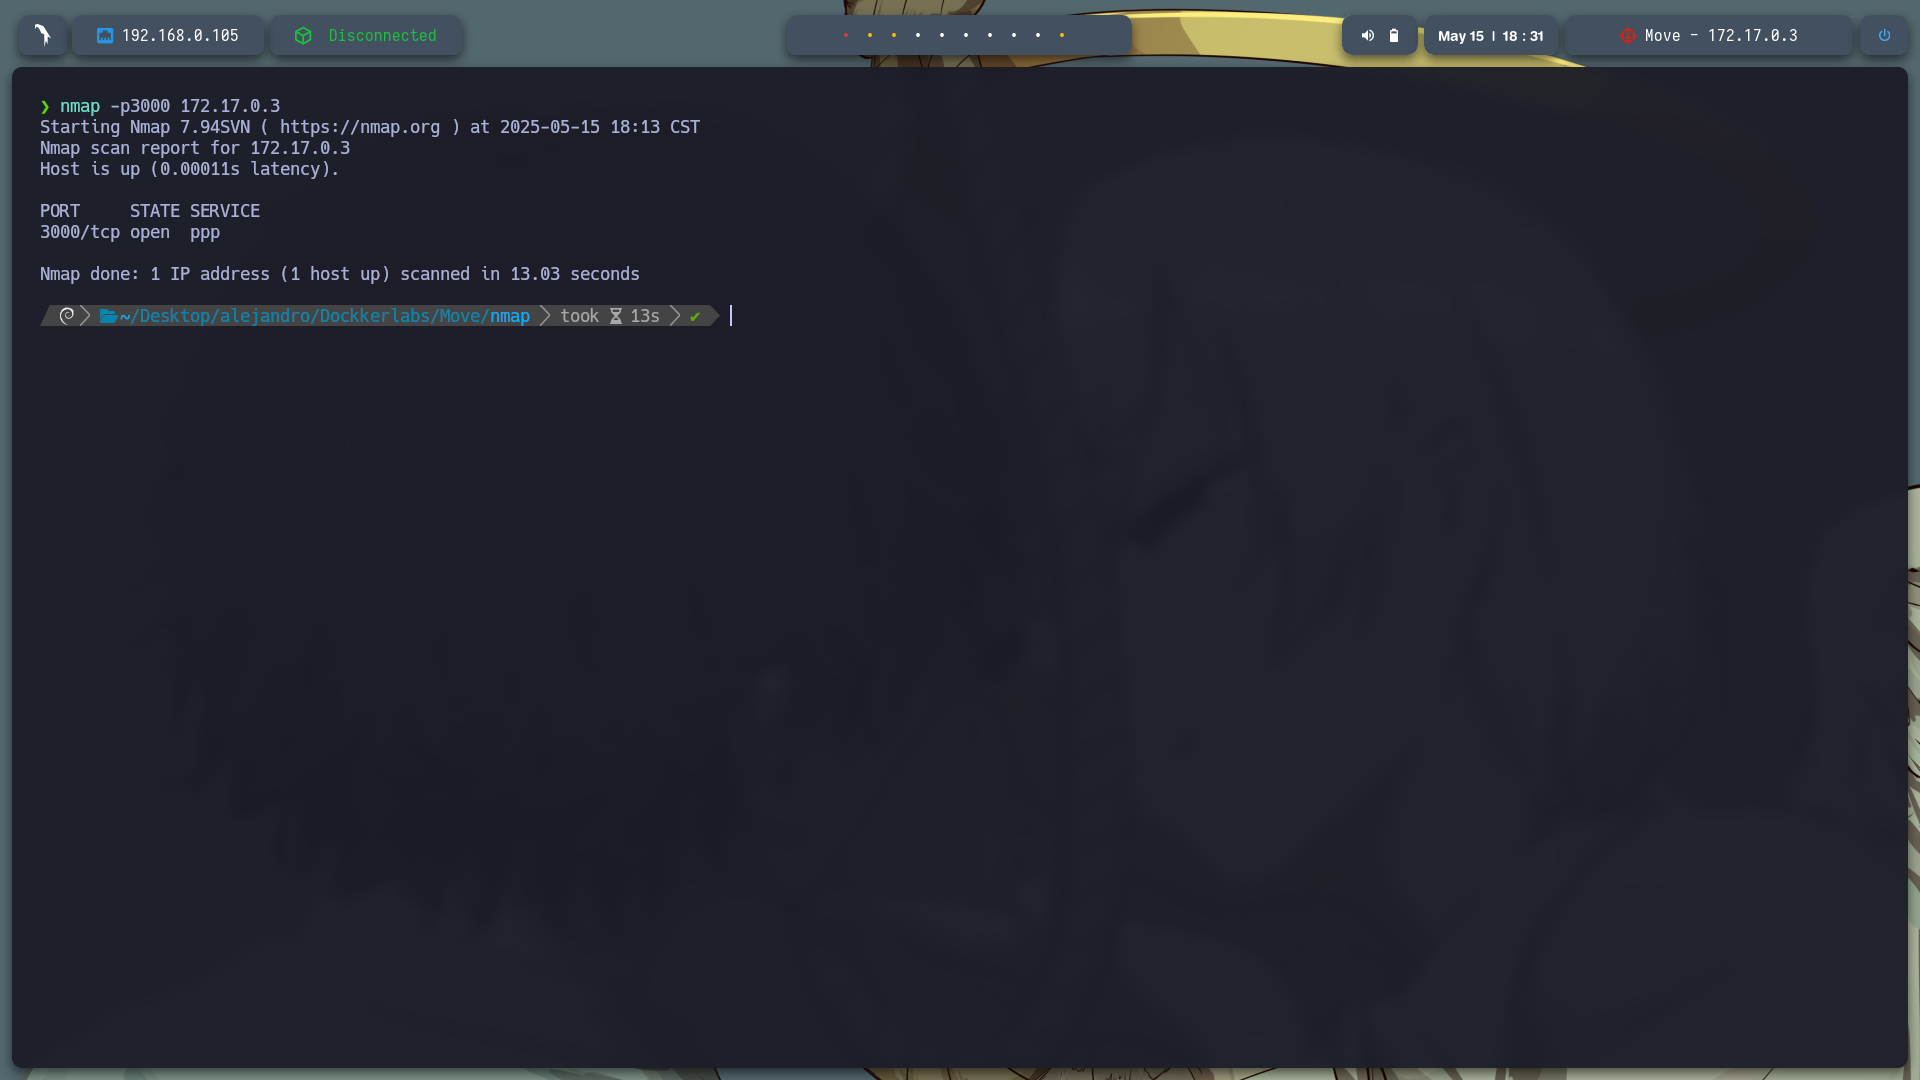 192.168.0.105
Disconnected
May 15 | 18 : 31
Move - 172.17.0.3
❯ nmap -p3000 172.17.0.3
Starting Nmap 7.94SVN ( https://nmap.org ) at 2025-05-15 18:13 CST
Nmap scan report for 172.17.0.3
Host is up (0.00011s latency).
PORT     STATE SERVICE
3000/tcp open  ppp
Nmap done: 1 IP address (1 host up) scanned in 13.03 seconds
~/Desktop/alejandro/Dockkerlabs/Move/nmap took 13s ✔